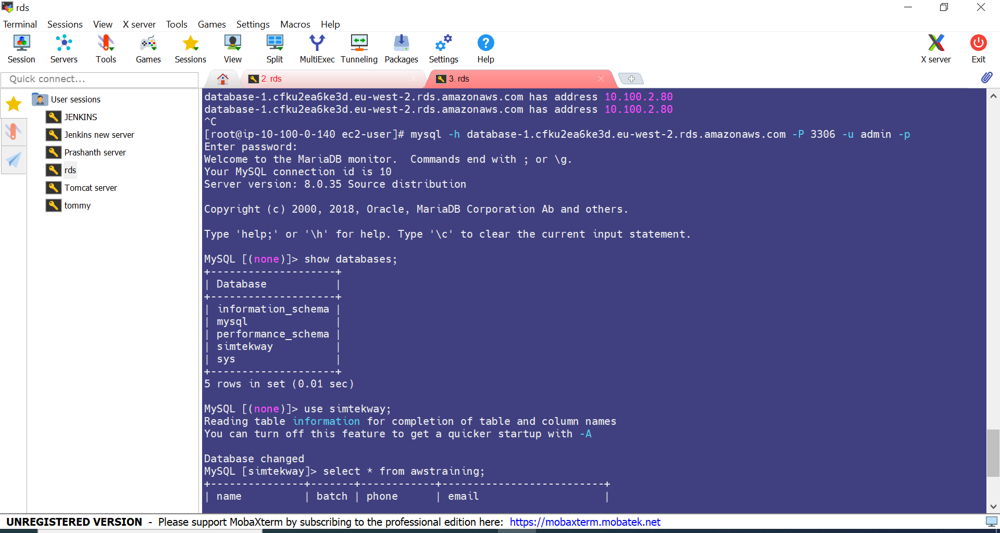 rds
Terminal Sessions View X server Tools Games Settings Macros Help
Session Servers Tools Games Sessions View Split MultiExec Tunneling Packages Settings Help X server Exit
Quick connect...
2. rds
3. rds
User sessions
JENKINS
Jenkins new server
Prashanth server
rds
Tomcat server
tommy
database-1.cfku2ea6ke3d.eu-west-2.rds.amazonaws.com has address 10.100.2.80
database-1.cfku2ea6ke3d.eu-west-2.rds.amazonaws.com has address 10.100.2.80
^C
[root@ip-10-100-0-140 ec2-user]# mysql -h database-1.cfku2ea6ke3d.eu-west-2.rds.amazonaws.com -P 3306 -u admin -p
Enter password:
Welcome to the MariaDB monitor.  Commands end with ; or \g.
Your MySQL connection id is 10
Server version: 8.0.35 Source distribution
Copyright (c) 2000, 2018, Oracle, MariaDB Corporation Ab and others.
Type 'help;' or '\h' for help. Type '\c' to clear the current input statement.
MySQL [(none)]> show databases;
+--------------------+
| Database           |
+--------------------+
| information_schema |
| mysql              |
| performance_schema |
| simtekway          |
| sys                |
+--------------------+
5 rows in set (0.01 sec)
MySQL [(none)]> use simtekway;
Reading table information for completion of table and column names
You can turn off this feature to get a quicker startup with -A
Database changed
MySQL [simtekway]> select * from awstraining;
+---------------+-------+------------+--------------------------+
| name          | batch | phone      | email                    |
UNREGISTERED VERSION - Please support MobaXterm by subscribing to the professional edition here: https://mobaxterm.mobatek.net